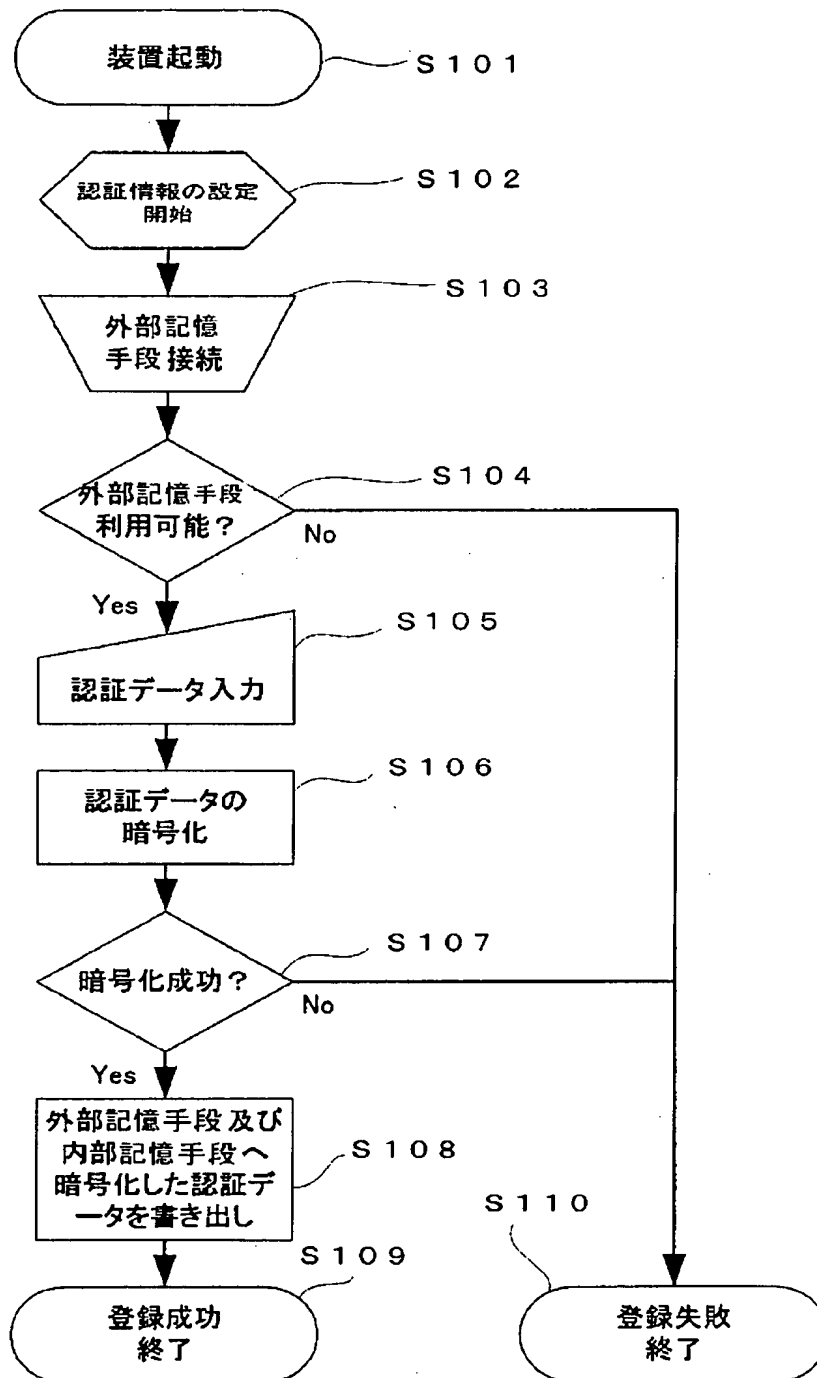 装置起動
S101
認証情報の設定
開始
S102
S103
外部記憶
手段接続
S104
外部記憶手段
利用可能？
No
Yes
S105
認証データ入力
S106
認証データの
暗号化
S107
暗号化成功？
No
Yes
外部記憶手段及び
内部記憶手段へ
暗号化した認証デ
ータを書き出し
S108
S109
登録成功
終了
S110
登録失敗
終了